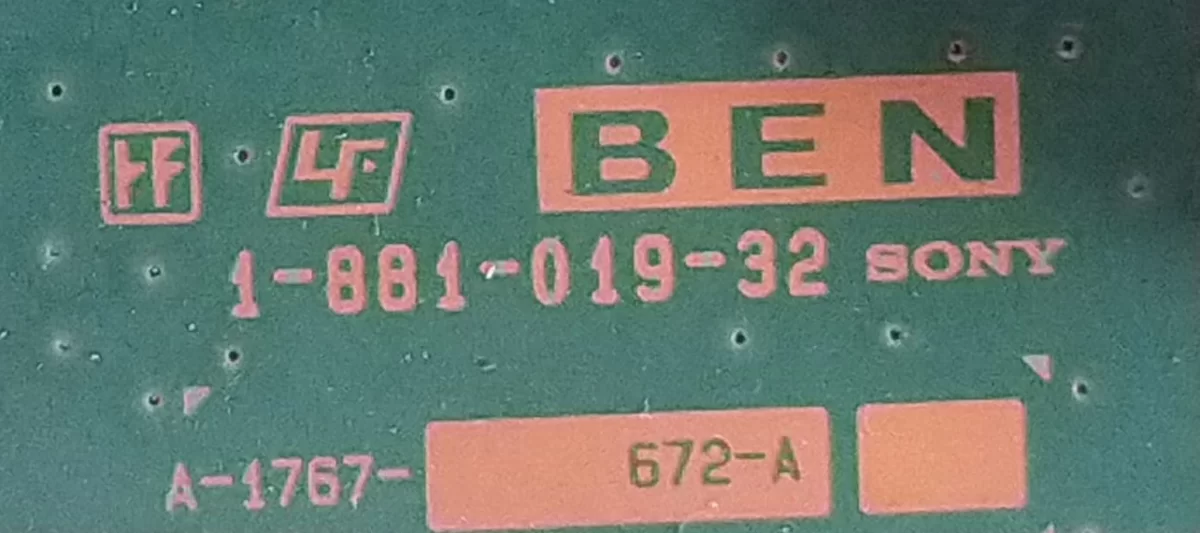 FF LF BEN
1-881-019-32 SONY
A-1767- 672-A